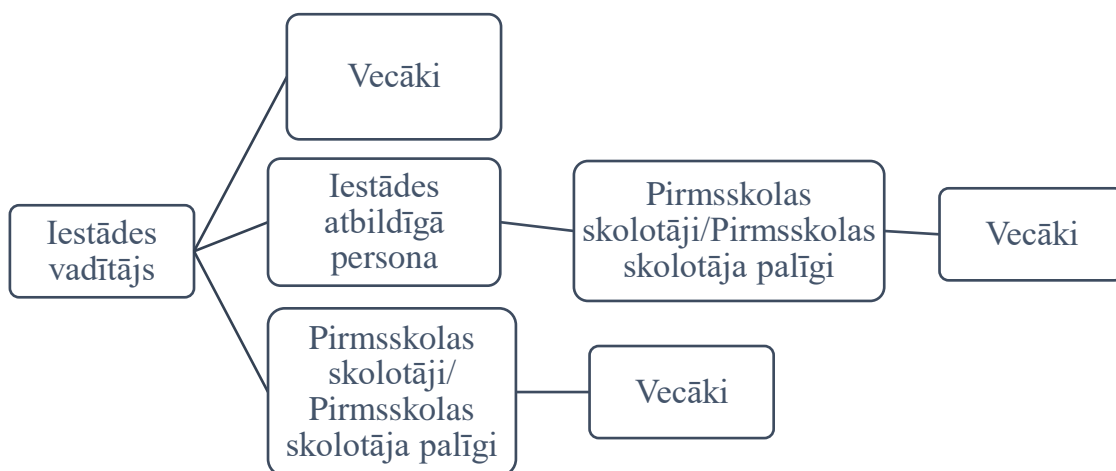 Vecāki
Iestādes
vadītājs
Iestādes
atbildīgā
persona
Pirmsskolas
skolotāji/Pirmsskolas
skolotāja palīgi
Vecāki
Pirmsskolas
skolotāji/
Pirmsskolas
skolotāja palīgi
Vecāki